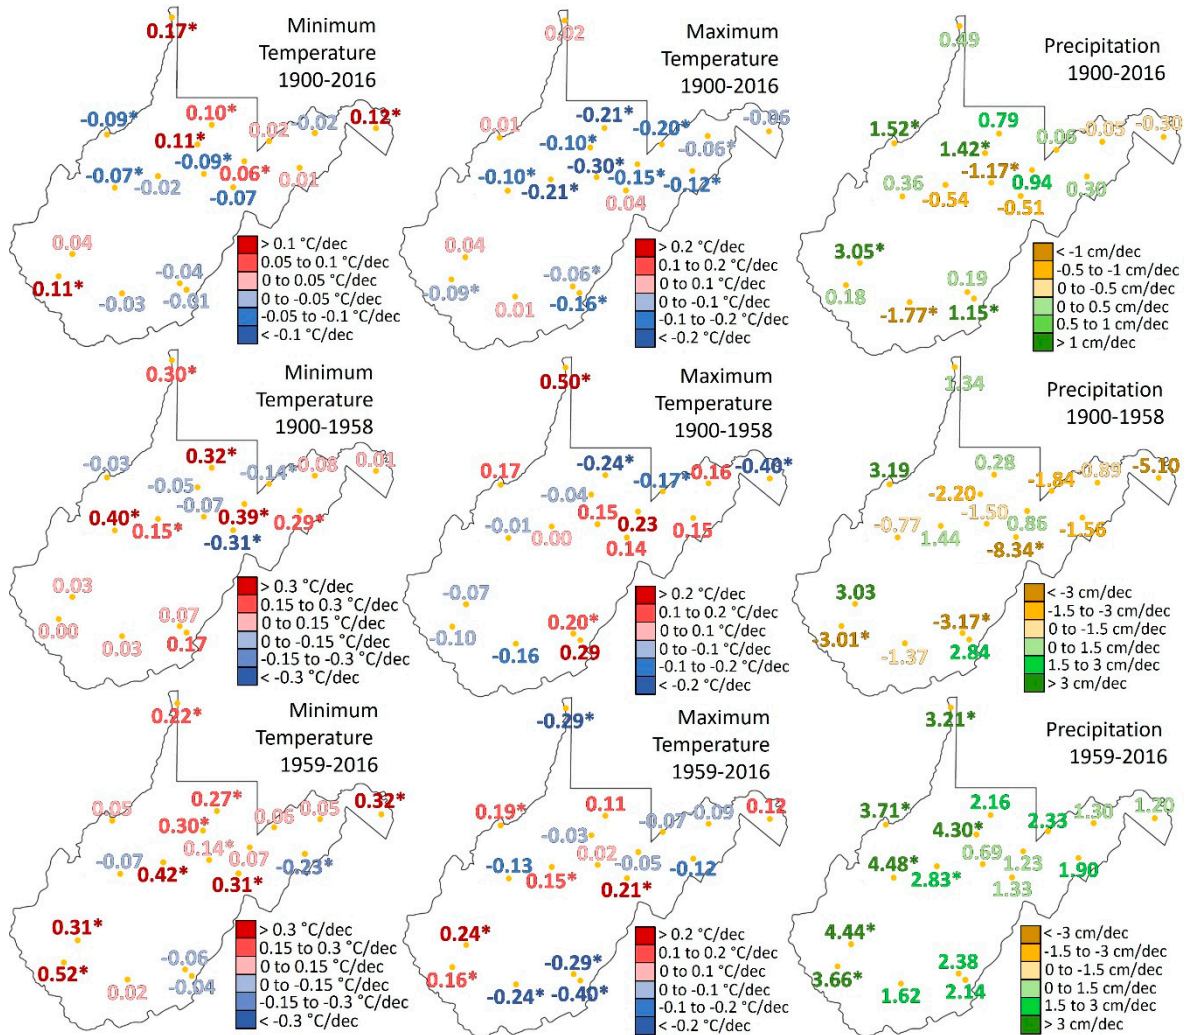 Minimum
Temperature
1900-2016
0.17*
-0.09*
0.10*
0.11*
0.02
-0.02
0.12*
-0.07*
-0.02
-0.09*
0.06*
0.01
-0.07
0.04
0.11*
-0.03
-0.04
-0.01
> 0.1 °C/dec
0.05 to 0.1 °C/dec
0 to 0.05 °C/dec
0 to -0.05 °C/dec
-0.05 to -0.1 °C/dec
< -0.1 °C/dec
Maximum
Temperature
1900-2016
0.02
0.01
-0.21*
-0.10*
-0.20*
-0.06*
-0.06
-0.10*
-0.21*
-0.30*
-0.15*
-0.12*
0.04
0.04
-0.09*
0.01
-0.06*
-0.16*
> 0.2 °C/dec
0.1 to 0.2 °C/dec
0 to 0.1 °C/dec
0 to -0.1 °C/dec
-0.1 to -0.2 °C/dec
< -0.2 °C/dec
Precipitation
1900-2016
0.49
1.52*
0.79
1.42*
0.06
-0.05
-0.30
0.36
-0.54
-1.17*
0.94
0.30
-0.51
3.05*
0.18
-1.77*
0.19
1.15*
< -1 cm/dec
-0.5 to -1 cm/dec
0 to -0.5 cm/dec
0 to 0.5 cm/dec
0.5 to 1 cm/dec
> 1 cm/dec
Minimum
Temperature
1900-1958
0.30*
-0.03
0.32*
-0.05
-0.14*
-0.08
0.01
0.40*
0.15*
-0.07
0.39*
0.29*
-0.31*
0.03
0.00
0.03
0.07
0.17
> 0.3 °C/dec
0.15 to 0.3 °C/dec
0 to 0.15 °C/dec
0 to -0.15 °C/dec
-0.15 to -0.3 °C/dec
< -0.3 °C/dec
Maximum
Temperature
1900-1958
0.50*
0.17
-0.24*
-0.04
-0.17*
0.16
-0.40*
-0.01
0.00
0.15
0.23
0.15
0.14
-0.07
-0.10
-0.16
0.20*
0.29
> 0.2 °C/dec
0.1 to 0.2 °C/dec
0 to 0.1 °C/dec
0 to -0.1 °C/dec
-0.1 to -0.2 °C/dec
< -0.2 °C/dec
Precipitation
1900-1958
1.34
3.19
0.28
-2.20
-1.84
-0.89
-5.10
-0.77
1.44
-1.50
0.86
-1.56
-8.34*
3.03
-3.01*
-1.37
-3.17*
2.84
< -3 cm/dec
-1.5 to -3 cm/dec
0 to -1.5 cm/dec
0 to 1.5 cm/dec
1.5 to 3 cm/dec
> 3 cm/dec
Minimum
Temperature
1959-2016
0.22*
0.05
0.27*
0.30*
0.06
0.05
0.32*
-0.07
0.42*
0.14*
0.07
-0.23*
0.31*
0.31*
0.52*
0.02
-0.06
-0.04
> 0.3 °C/dec
0.15 to 0.3 °C/dec
0 to 0.15 °C/dec
0 to -0.15 °C/dec
-0.15 to -0.3 °C/dec
< -0.3 °C/dec
Maximum
Temperature
1959-2016
-0.29*
0.19*
0.11
-0.03
-0.07
-0.09
0.12
-0.13
0.15*
0.02
-0.05
-0.12
0.21*
0.24*
0.16*
-0.24*
-0.29*
-0.40*
> 0.2 °C/dec
0.1 to 0.2 °C/dec
0 to 0.1 °C/dec
0 to -0.1 °C/dec
-0.1 to -0.2 °C/dec
< -0.2 °C/dec
Precipitation
1959-2016
3.21*
3.71*
2.16
4.30*
2.33
1.30
1.20
4.48*
2.83*
0.69
1.23
1.90
1.33
4.44*
3.66*
1.62
2.38
2.14
< -3 cm/dec
-1.5 to -3 cm/dec
0 to -1.5 cm/dec
0 to 1.5 cm/dec
1.5 to 3 cm/dec
> 3 cm/dec